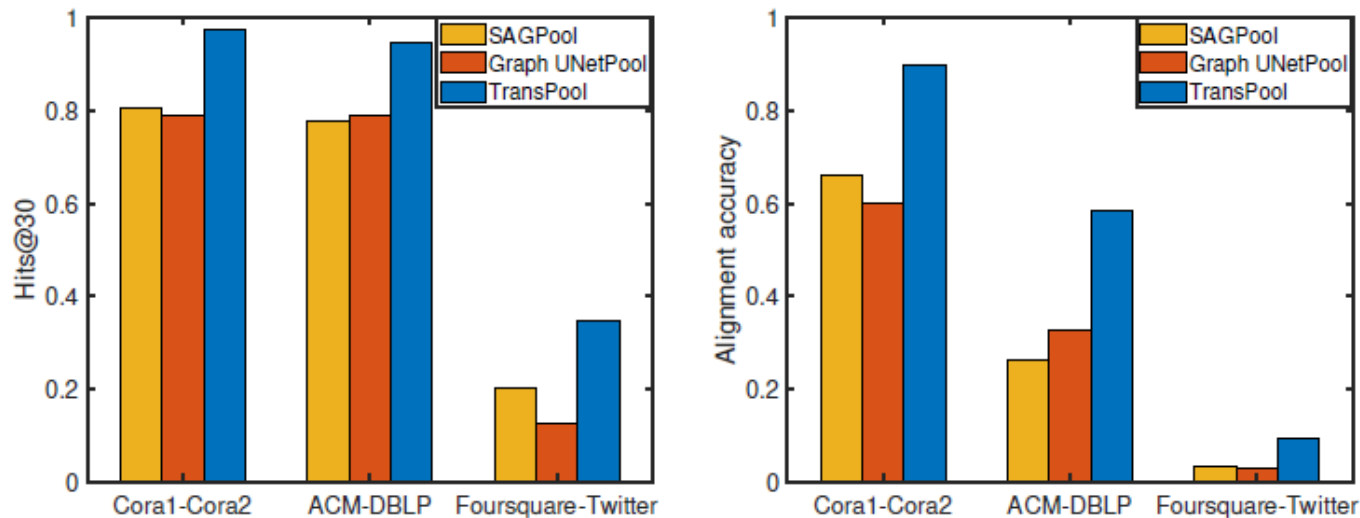 Hits@30
1
0.8
0.6
0.4
0.2
0
SAGPool
Graph UNetPool
TransPool
Cora1-Cora2 ACM-DBLP Foursquare-Twitter
Alignment accuracy
1
0.8
0.6
0.4
0.2
0
SAGPool
Graph UNetPool
TransPool
Cora1-Cora2 ACM-DBLP Foursquare-Twitter